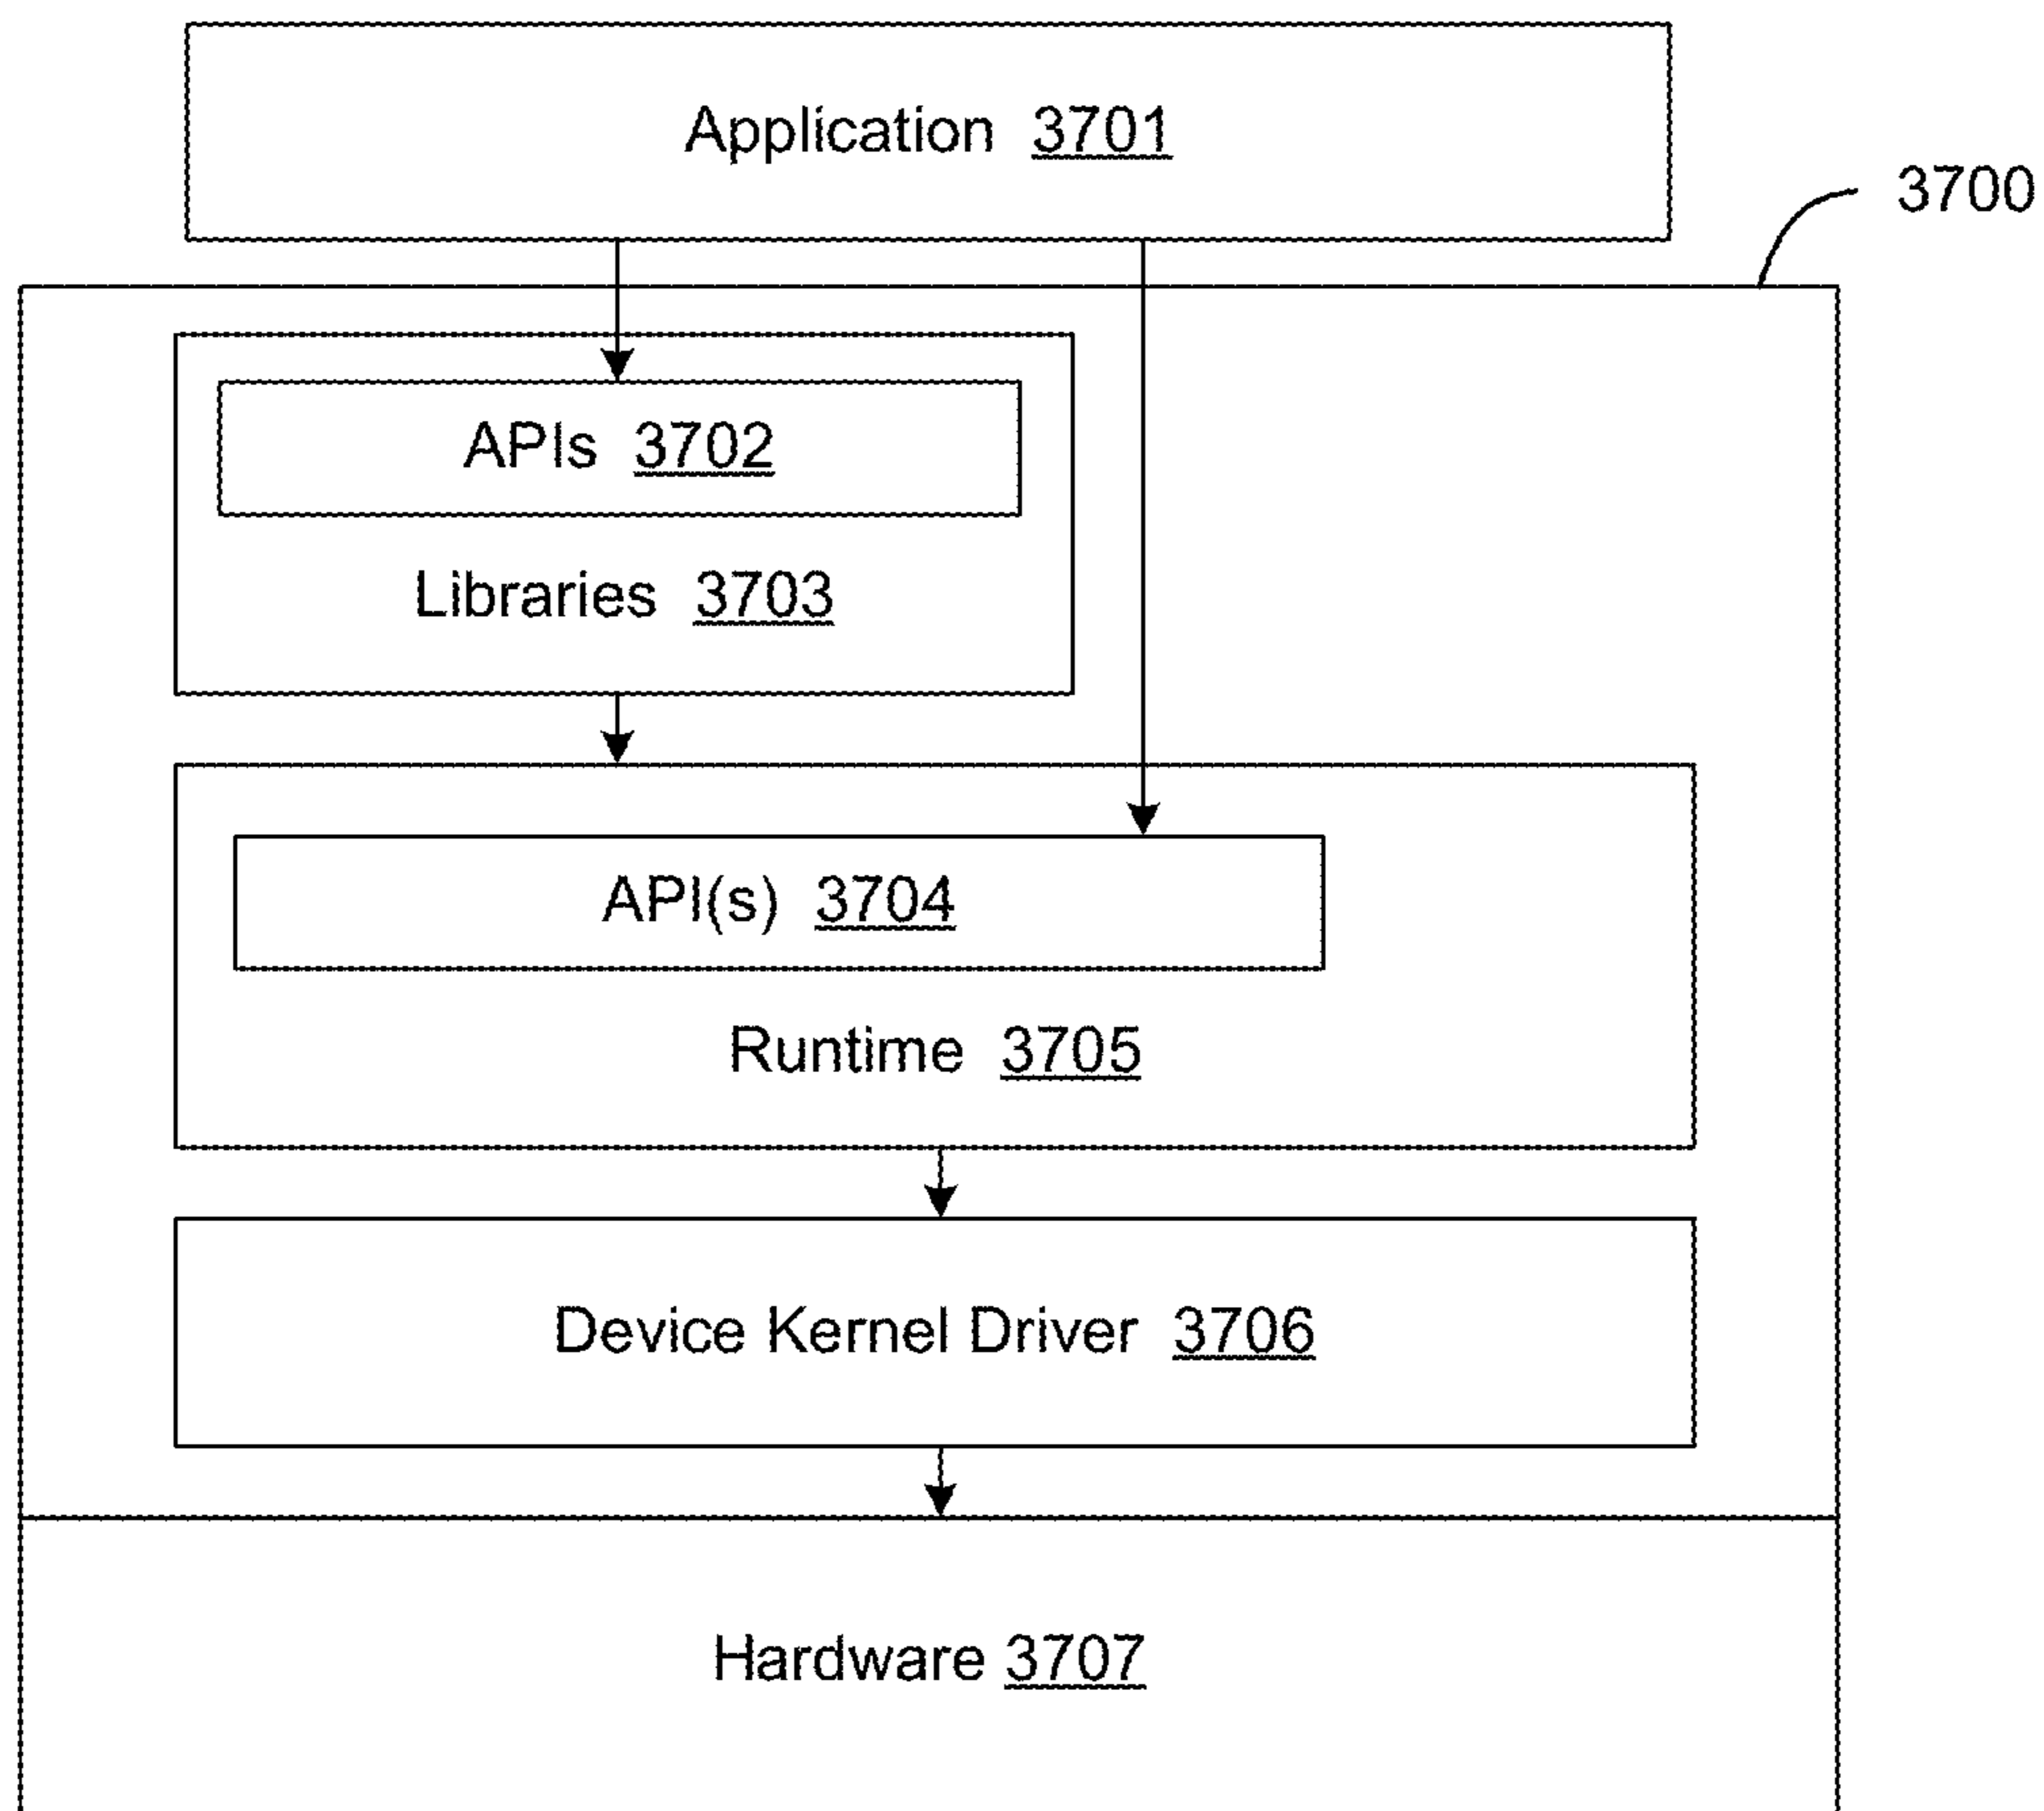 Application 3701
3700
APIs 3702
Libraries 3703
API(s) 3704
Runtime 3705
Device Kernel Driver 3706
Hardware 3707